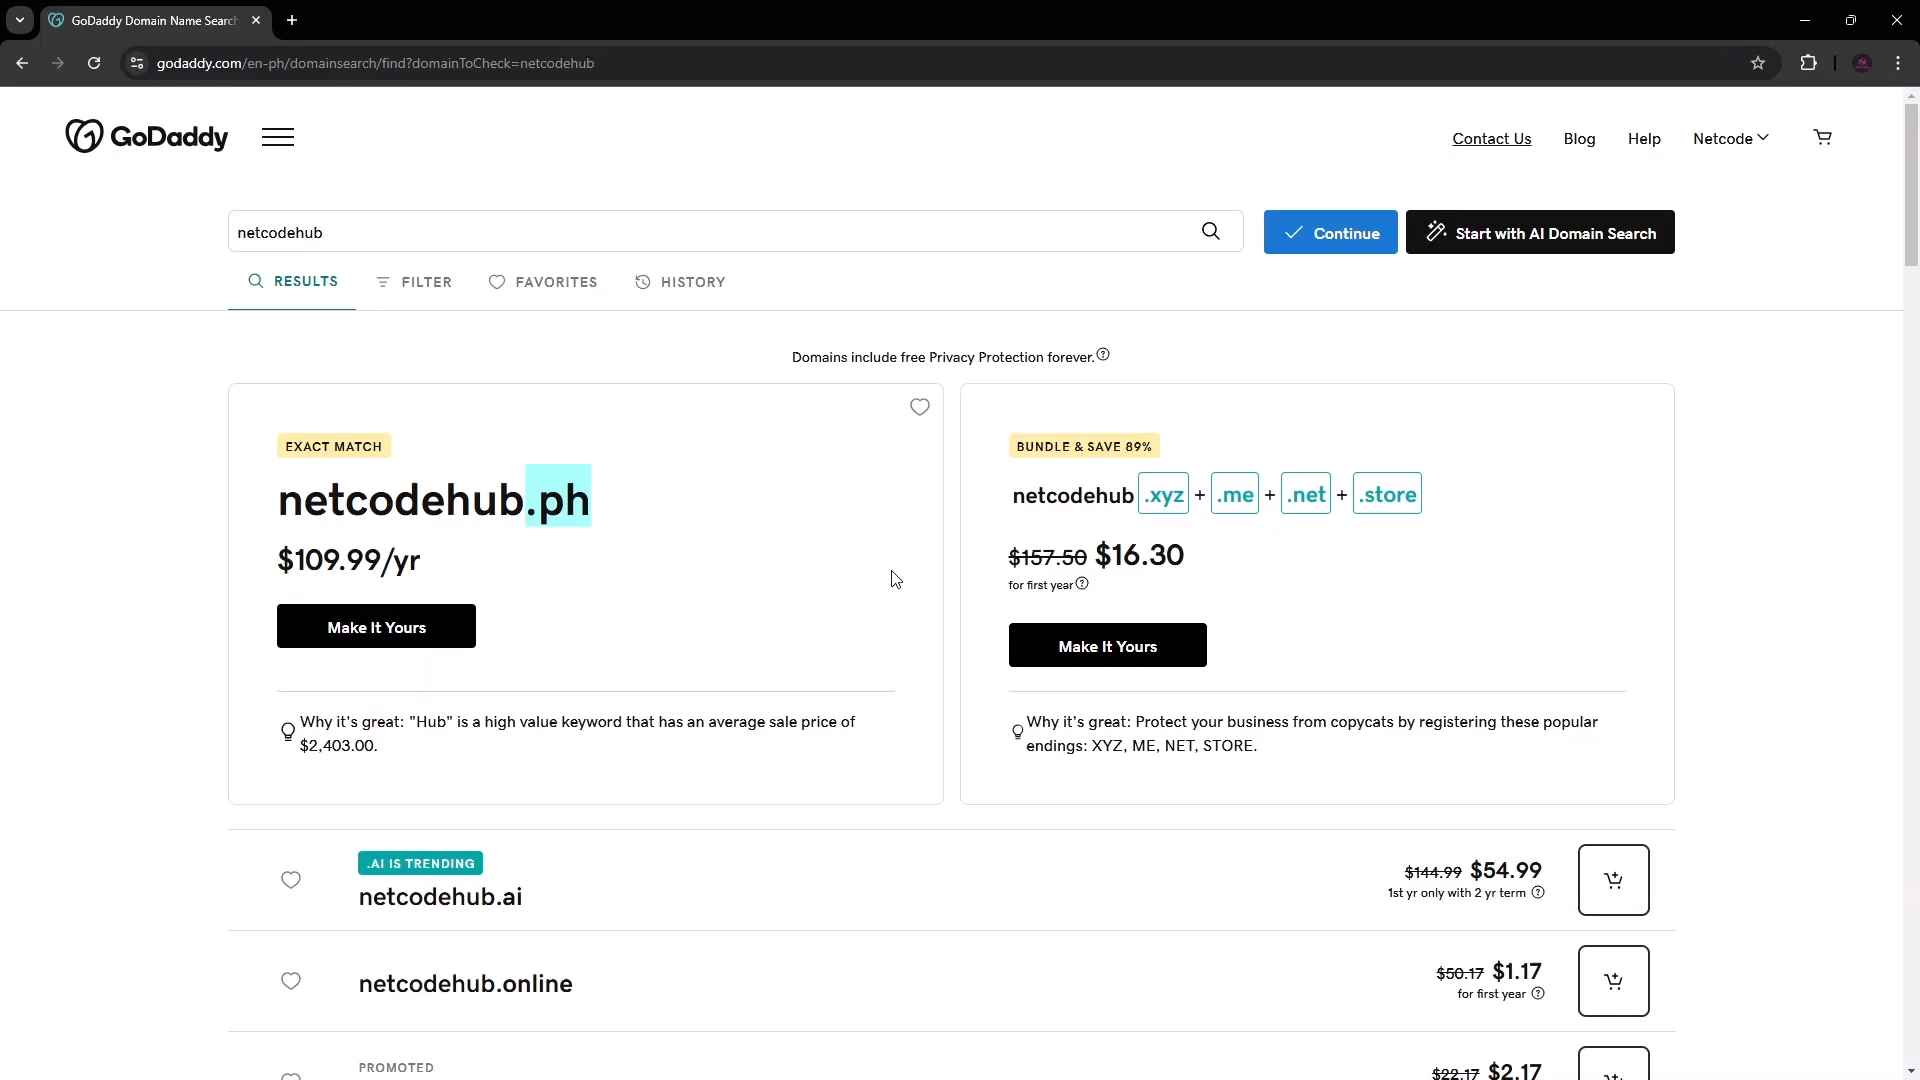 GoDaddy Domain Name Search
godaddy.com/en-ph/domainsearch/find?domainToCheck=netcodehub
GoDaddy
Contact Us
Blog
Help
Netcode
netcodehub
Continue
Start with AI Domain Search
RESULTS
FILTER
FAVORITES
HISTORY
Domains include free Privacy Protection forever.
EXACT MATCH
netcodehub.ph
$109.99/yr
Make It Yours
Why it's great: "Hub" is a high value keyword that has an average sale price of
$2,403.00.
BUNDLE & SAVE 89%
netcodehub .xyz + .me + .net + .store
$157.50 $16.30
for first year
Make It Yours
Why it's great: Protect your business from copycats by registering these popular
endings: XYZ, ME, NET, STORE.
.AI IS TRENDING
netcodehub.ai
$144.99 $54.99
1st yr only with 2 yr term
netcodehub.online
$50.17 $1.17
for first year
PROMOTED
$22.17 $2.17